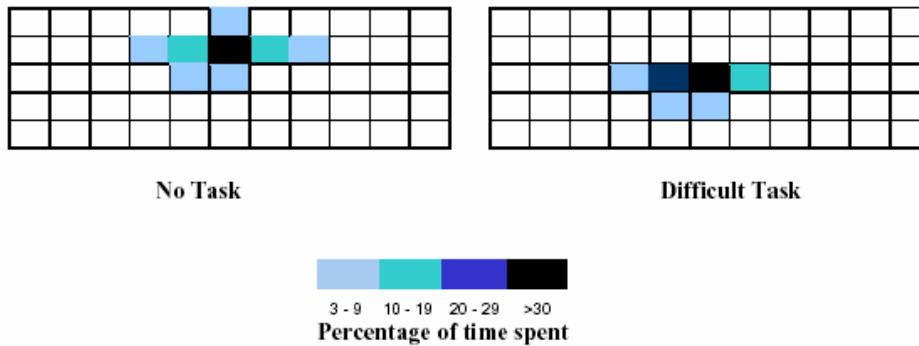 No Task
Difficult Task
3 - 9 10 - 19 20 - 29 >30
Percentage of time spent